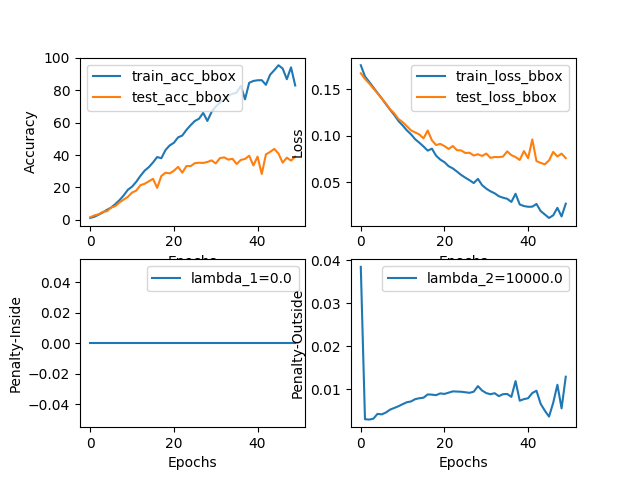 train_acc_bbox
test_acc_bbox
Accuracy
100
80
60
40
20
0
0
20
40
Epochs
train_loss_bbox
test_loss_bbox
Loss
0.15
0.10
0.05
0
20
40
Epochs
lambda_1=0.0
Penalty-Inside
0.04
0.02
0.00
−0.02
−0.04
0
20
40
Epochs
lambda_2=10000.0
Penalty-Outside
0.04
0.03
0.02
0.01
0
20
40
Epochs